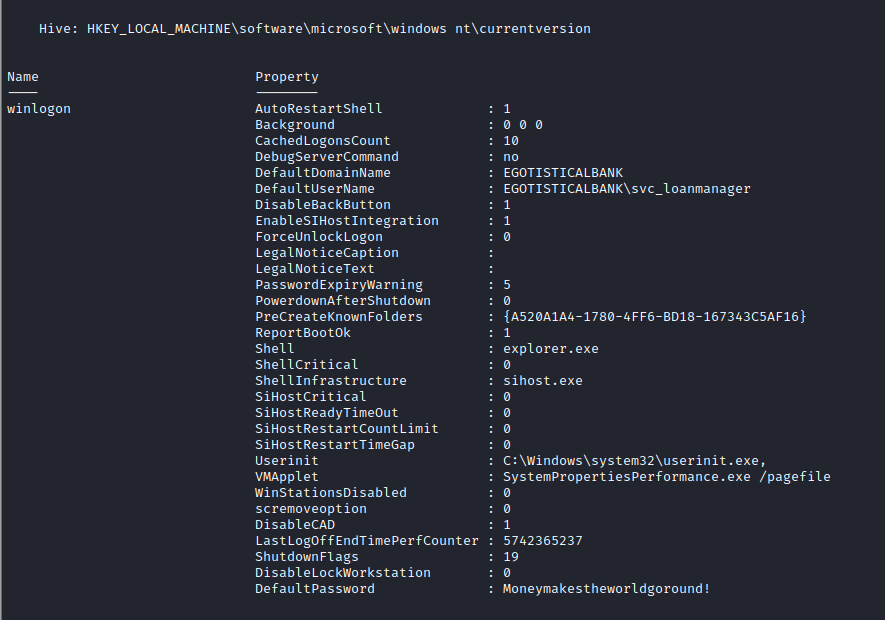 Hive: HKEY_LOCAL_MACHINE\software\microsoft\windows nt\currentversion
Name Property
---- --------
winlogon AutoRestartShell : 1
Background : 0 0 0
CachedLogonsCount : 10
DebugServerCommand : no
DefaultDomainName : EGOTISTICALBANK
DefaultUserName : EGOTISTICALBANK\svc_loanmanager
DisableBackButton : 1
EnableSIHostIntegration : 1
ForceUnlockLogon : 0
LegalNoticeCaption :
LegalNoticeText :
PasswordExpiryWarning : 5
PowerdownAfterShutdown : 0
PreCreateKnownFolders : {A520A1A4-1780-4FF6-BD18-167343C5AF16}
ReportBootOk : 1
Shell : explorer.exe
ShellCritical : 0
ShellInfrastructure : sihost.exe
SiHostCritical : 0
SiHostReadyTimeOut : 0
SiHostRestartCountLimit : 0
SiHostRestartTimeGap : 0
Userinit : C:\Windows\system32\userinit.exe,
VMApplet : SystemPropertiesPerformance.exe /pagefile
WinStationsDisabled : 0
scremoveoption : 0
DisableCAD : 1
LastLogOffEndTimePerfCounter : 5742365237
ShutdownFlags : 19
DisableLockWorkstation : 0
DefaultPassword : Moneymakestheworldgoround!